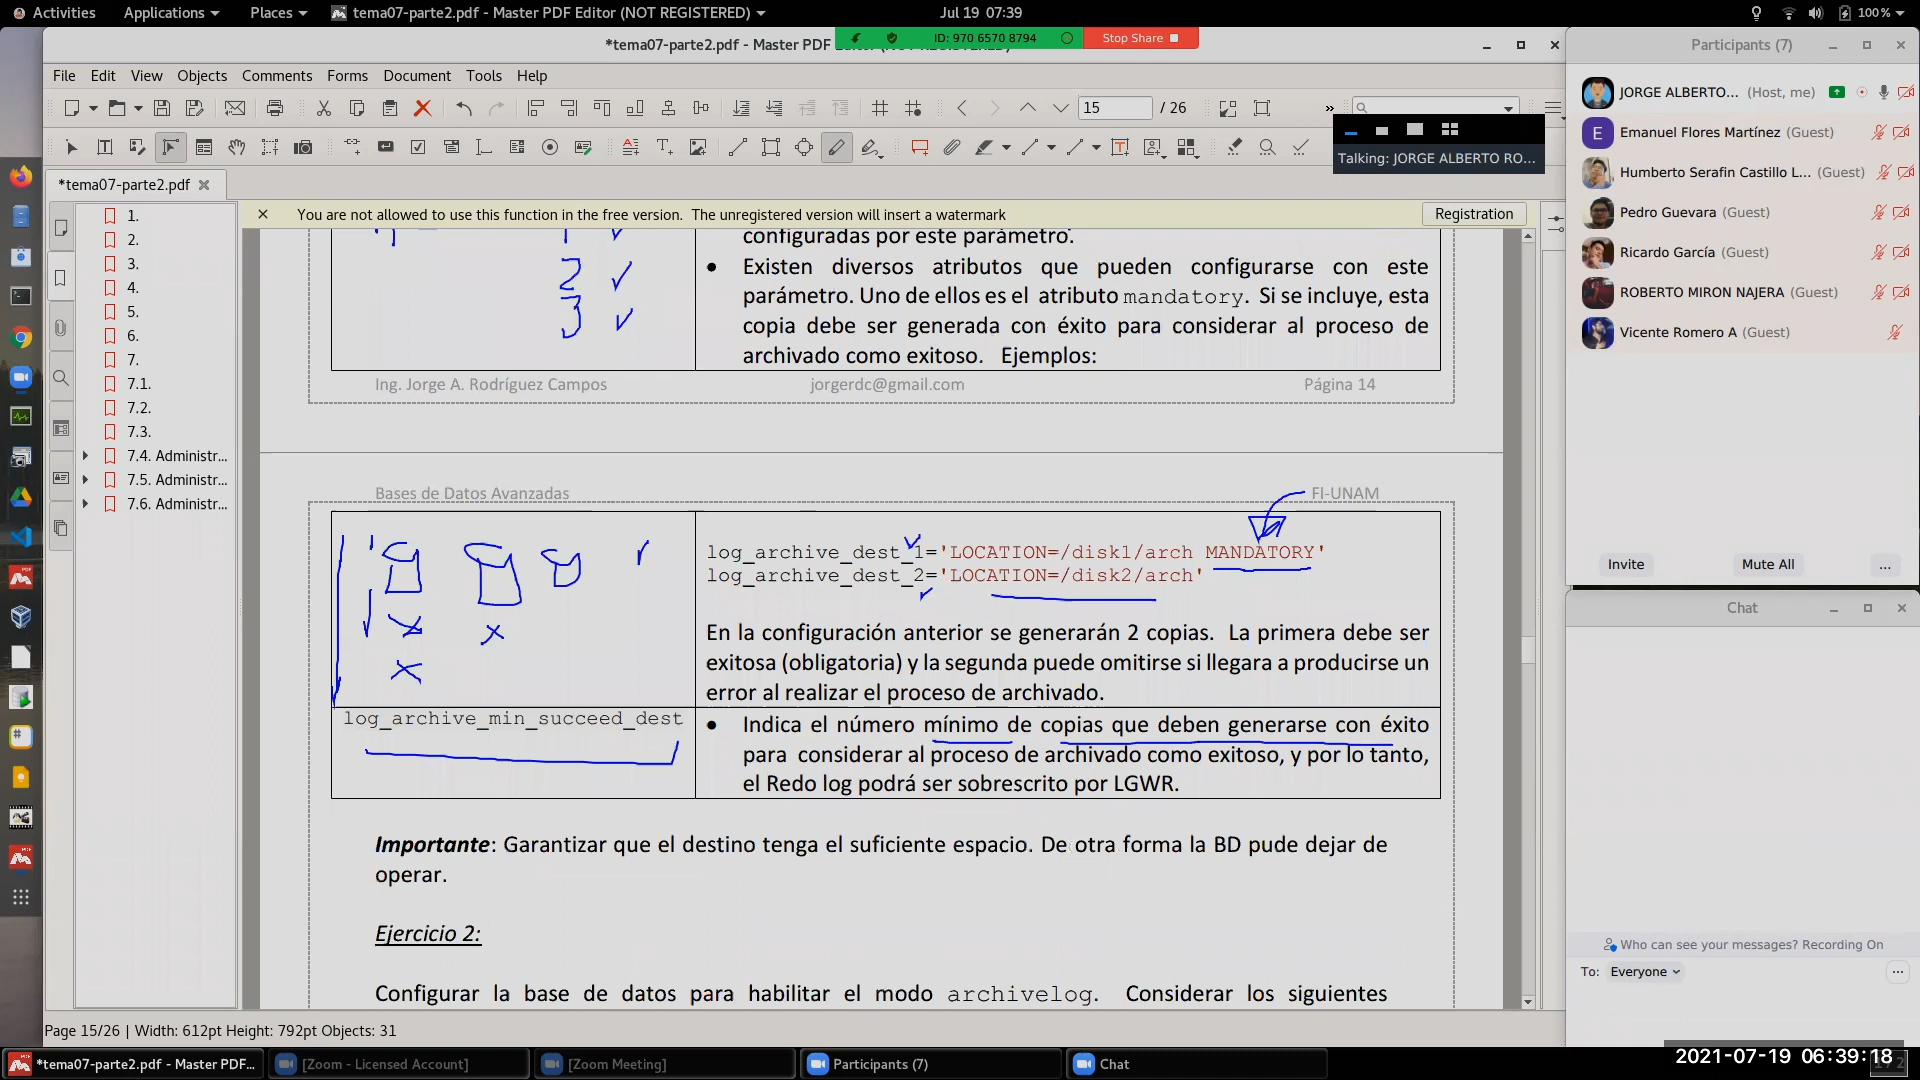 Activities Applications Places tema07-parte2.pdf - Master PDF Editor (NOT REGISTERED) Jul 19 07:39 100%
*tema07-parte2.pdf - Master PDF
ID: 970 6570 8794 Stop Share
File Edit View Objects Comments Forms Document Tools Help
15 / 26
Talking: JORGE ALBERTO RO...
*tema07-parte2.pdf
You are not allowed to use this function in the free version. The unregistered version will insert a watermark
Registration
1.
2.
3.
4.
5.
6.
7.
7.1.
7.2.
7.3.
7.4. Administr...
7.5. Administr...
7.6. Administr...
configuradas por este parámetro.
2
3
• Existen diversos atributos que pueden configurarse con este
parámetro. Uno de ellos es el atributo mandatory. Si se incluye, esta
copia debe ser generada con éxito para considerar al proceso de
archivado como exitoso. Ejemplos:
Ing. Jorge A. Rodríguez Campos jorgerdc@gmail.com Página 14
Bases de Datos Avanzadas FI-UNAM
log_archive_dest_1='LOCATION=/disk1/arch MANDATORY'
log_archive_dest_2='LOCATION=/disk2/arch'
En la configuración anterior se generarán 2 copias. La primera debe ser
exitosa (obligatoria) y la segunda puede omitirse si llegara a producirse un
error al realizar el proceso de archivado.
log_archive_min_succeed_dest
• Indica el número mínimo de copias que deben generarse con éxito
para considerar al proceso de archivado como exitoso, y por lo tanto,
el Redo log podrá ser sobrescrito por LGWR.
Importante: Garantizar que el destino tenga el suficiente espacio. De otra forma la BD pude dejar de
operar.
Ejercicio 2:
Configurar la base de datos para habilitar el modo archivelog. Considerar los siguientes
Page 15/26 | Width: 612pt Height: 792pt Objects: 31
Participants (7)
JORGE ALBERTO... (Host, me)
E Emanuel Flores Martínez (Guest)
Humberto Serafin Castillo L... (Guest)
Pedro Guevara (Guest)
Ricardo García (Guest)
ROBERTO MIRON NAJERA (Guest)
Vicente Romero A (Guest)
Invite Mute All ...
Chat
Who can see your messages? Recording On
To: Everyone ...
*tema07-parte2.pdf - Master PDF... [Zoom - Licensed Account] [Zoom Meeting] Participants (7) Chat
2021-07-19 06:39:18